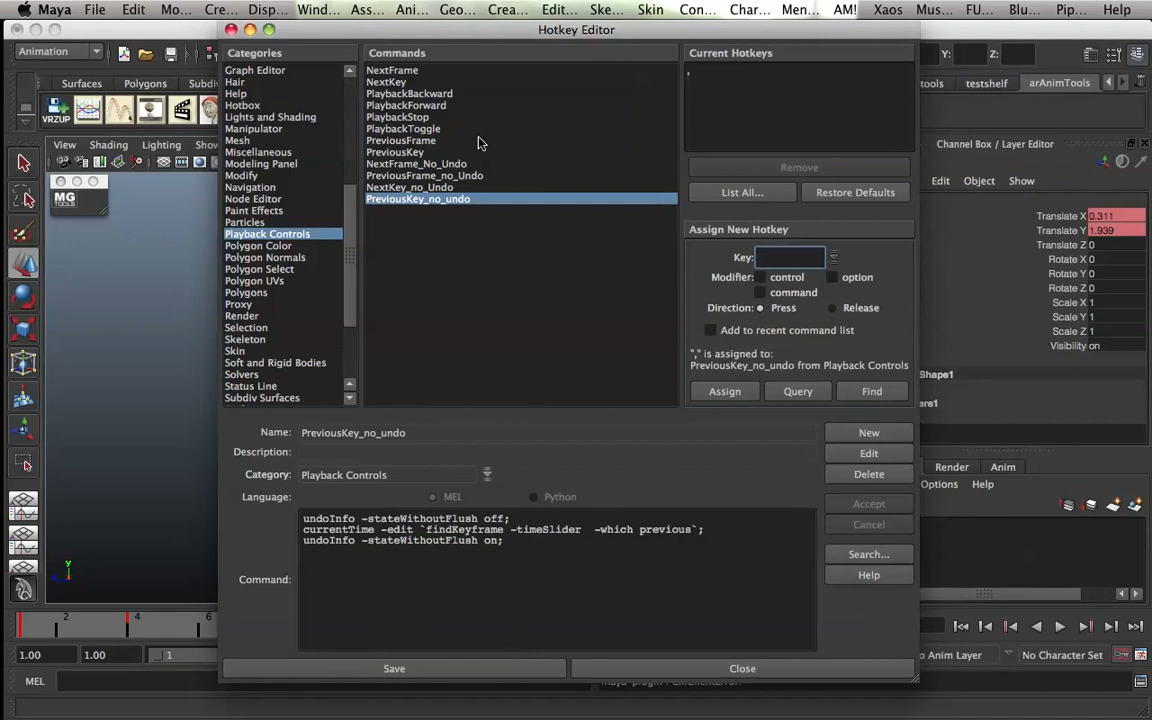 Maya File Edit Mo... Cre... Disp... Wind... Ass... Ani... Geo... Crea... Edit... Ske... Skin Con... Char... Men... AM! Xaos Mus... FU... Blu... Pip... Help
Hotkey Editor
Animation
Y: Z:
Surfaces Polygons Subdiv
tools testshelf arAnimTools
VRZUP
View Shading Lighting Show
MG
TOOLS
Categories
Graph Editor
Hair
Help
Hotbox
Lights and Shading
Manipulator
Mesh
Miscellaneous
Modeling Panel
Modify
Navigation
Node Editor
Paint Effects
Particles
Playback Controls
Polygon Color
Polygon Normals
Polygon Select
Polygon UVs
Polygons
Proxy
Render
Selection
Skeleton
Skin
Soft and Rigid Bodies
Solvers
Status Line
Subdiv Surfaces
Commands
NextFrame
NextKey
PlaybackBackward
PlaybackForward
PlaybackStop
PlaybackToggle
PreviousFrame
PreviousKey
NextFrame_No_Undo
PreviousFrame_no_Undo
NextKey_no_Undo
PreviousKey_no_undo
Current Hotkeys
,
Remove
List All... Restore Defaults
Assign New Hotkey
Key:
Modifier: control option
command
Direction: Press Release
Add to recent command list
"," is assigned to:
PreviousKey_no_undo from Playback Controls
Assign Query Find
Name: PreviousKey_no_undo
Description:
Category: Playback Controls
Language: MEL Python
Command:
undoInfo -stateWithoutFlush off;
currentTime -edit `findKeyframe -timeSlider -which previous`;
undoInfo -stateWithoutFlush on;
New
Edit
Delete
Accept
Cancel
Search...
Help
Save Close
Channel Box / Layer Editor
Edit Object Show
Translate X 0.311
Translate Y 1.939
Translate Z 0
Rotate X 0
Rotate Y 0
Rotate Z 0
Scale X 1
Scale Y 1
Scale Z 1
Visibility on
Shape1
ere1
Render Anim
Options Help
y
z
2 4 6
1.00 1.00 1
o Anim Layer No Character Set
MEL